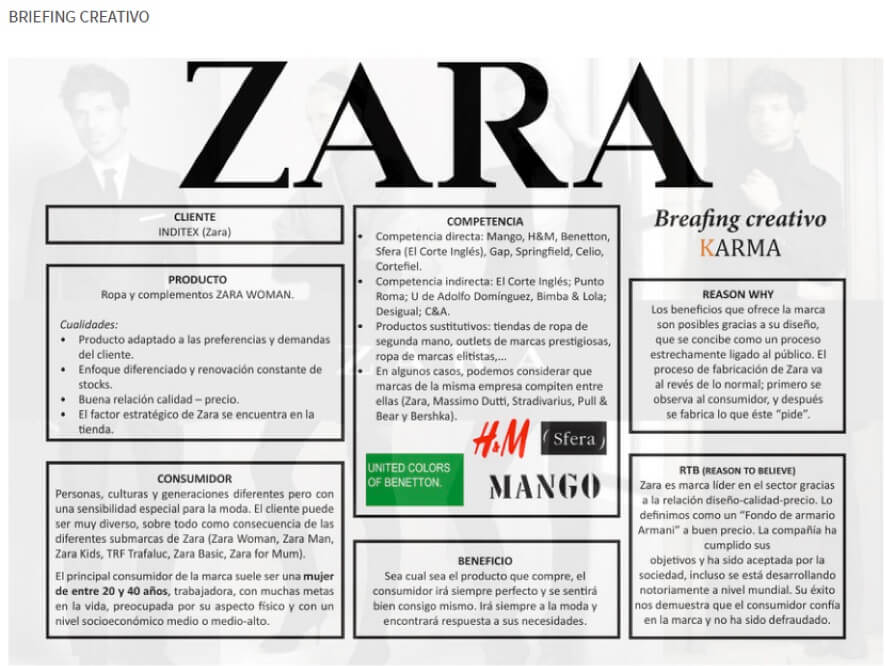 BRIEFING CREATIVO
ZARA
CLIENTE
INDITEX (Zara)
PRODUCTO
Ropa y complementos ZARA WOMAN.
Cualidades:
• Producto adaptado a las preferencias y demandas
del cliente.
• Enfoque diferenciado y renovación constante de
stocks.
• Buena relación calidad – precio.
• El factor estratégico de Zara se encuentra en la
tienda.
CONSUMIDOR
Personas, culturas y generaciones diferentes pero con
una sensibilidad especial para la moda. El cliente puede
ser muy diverso, sobre todo como consecuencia de las
diferentes submarcas de Zara (Zara Woman, Zara Man,
Zara Kids, TRF Trafaluc, Zara Basic, Zara for Mum).
El principal consumidor de la marca suele ser una mujer
de entre 20 y 40 años, trabajadora, con muchas metas
en la vida, preocupada por su aspecto físico y con un
nivel socioeconómico medio o medio-alto.
COMPETENCIA
• Competencia directa: Mango, H&M, Benetton,
Sfera (El Corte Inglés), Gap, Springfield, Celio,
Cortefiel.
• Competencia indirecta: El Corte Inglés; Punto
Roma; U de Adolfo Domínguez, Bimba & Lola;
Desigual; C&A.
• Productos sustitutivos: tiendas de ropa de
segunda mano, outlets de marcas prestigiosas,
ropa de marcas elitistas,...
• En algunos casos, podemos considerar que
marcas de la misma empresa compiten entre
ellas (Zara, Massimo Dutti, Stradivarius, Pull &
Bear y Bershka).
H&M
(Sfera)
UNITED COLORS
OF BENETTON.
MANGO
BENEFICIO
Sea cual sea el producto que compre, el
consumidor irá siempre perfecto y se sentirá
bien consigo mismo. Irá siempre a la moda y
encontrará respuesta a sus necesidades.
Breafing creativo
KARMA
REASON WHY
Los beneficios que ofrece la marca
son posibles gracias a su diseño,
que se concibe como un proceso
estrechamente ligado al público. El
proceso de fabricación de Zara va
al revés de lo normal; primero se
observa al consumidor, y después
se fabrica lo que éste “pide”.
RTB (REASON TO BELIEVE)
Zara es marca líder en el sector gracias
a la relación diseño-calidad-precio. Lo
definimos como un “Fondo de armario
Armani” a buen precio. La compañía ha
cumplido sus
objetivos y ha sido aceptada por la
sociedad, incluso se está desarrollando
notoriamente a nivel mundial. Su éxito
nos demuestra que el consumidor confía
en la marca y no ha sido defraudado.
ZARA